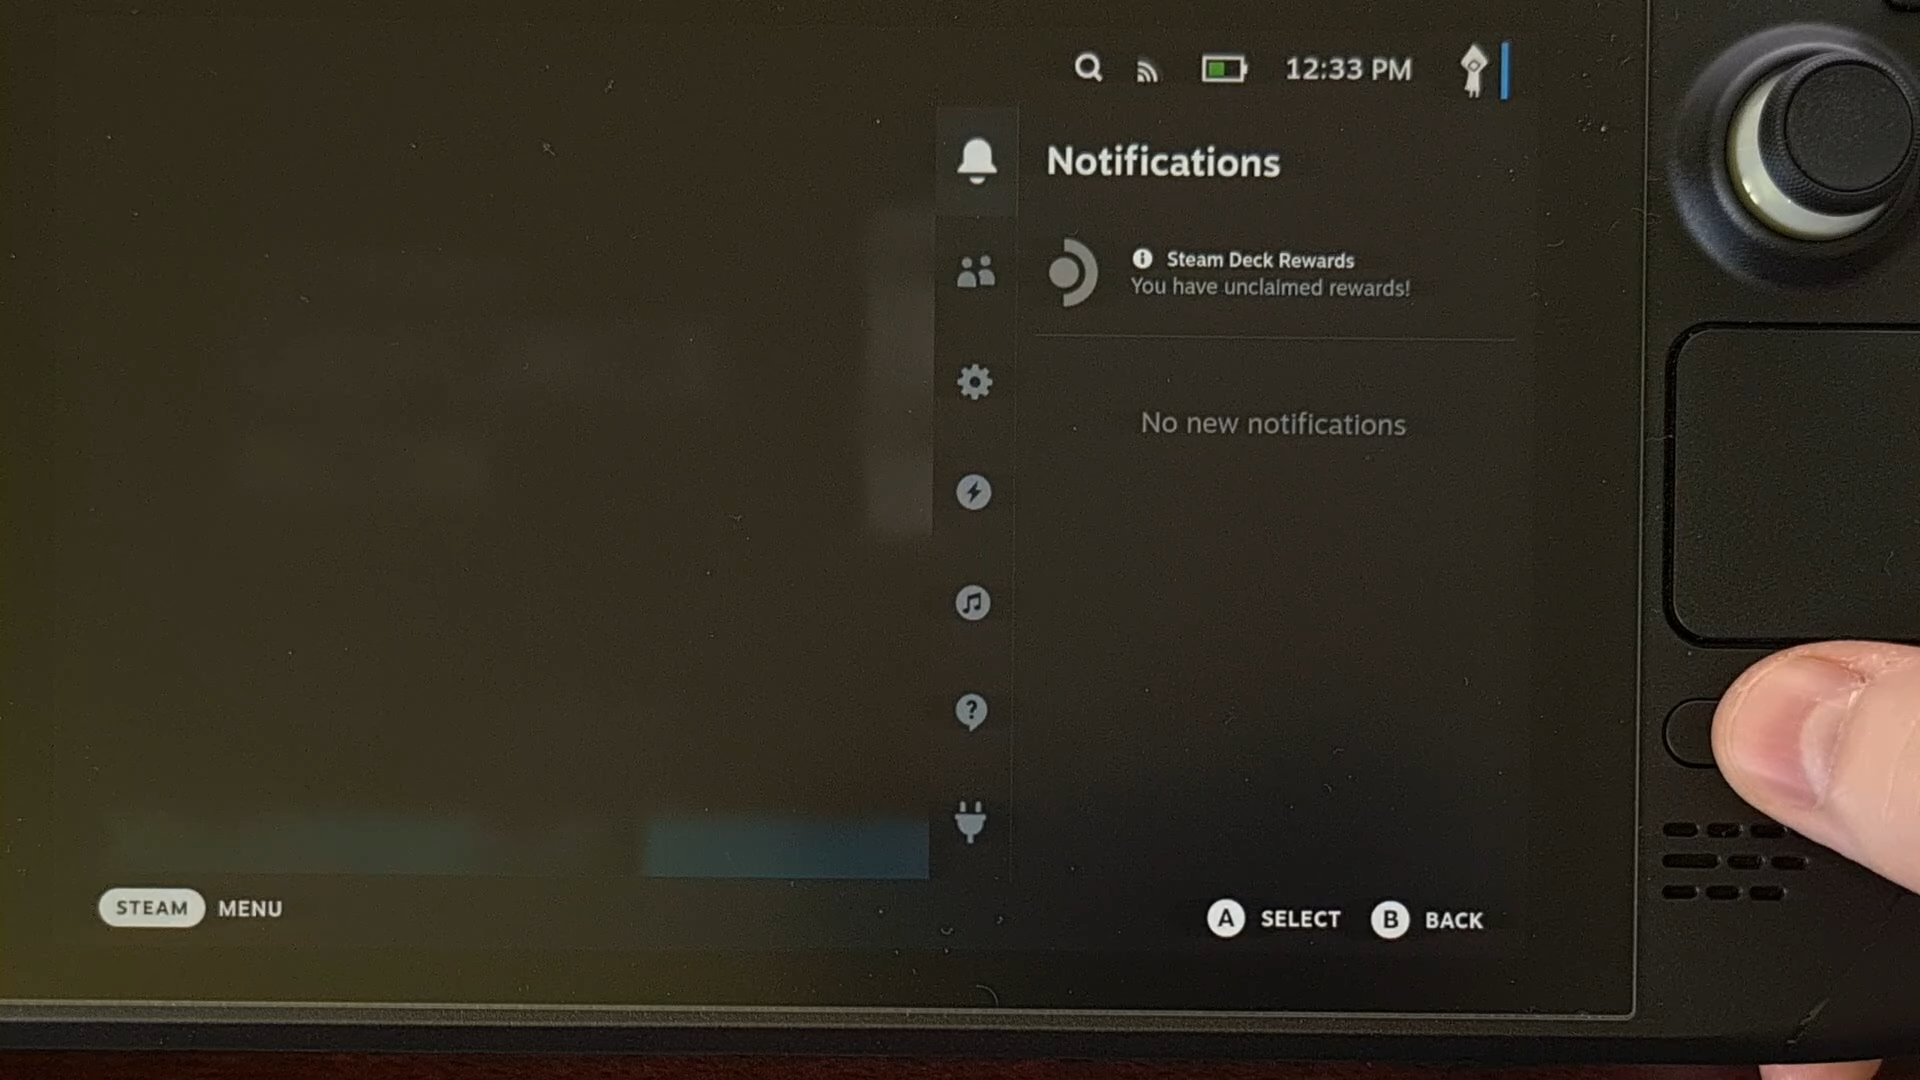 12:33 PM
Notifications
Steam Deck Rewards
You have unclaimed rewards!
No new notifications
STEAM MENU
A SELECT B BACK